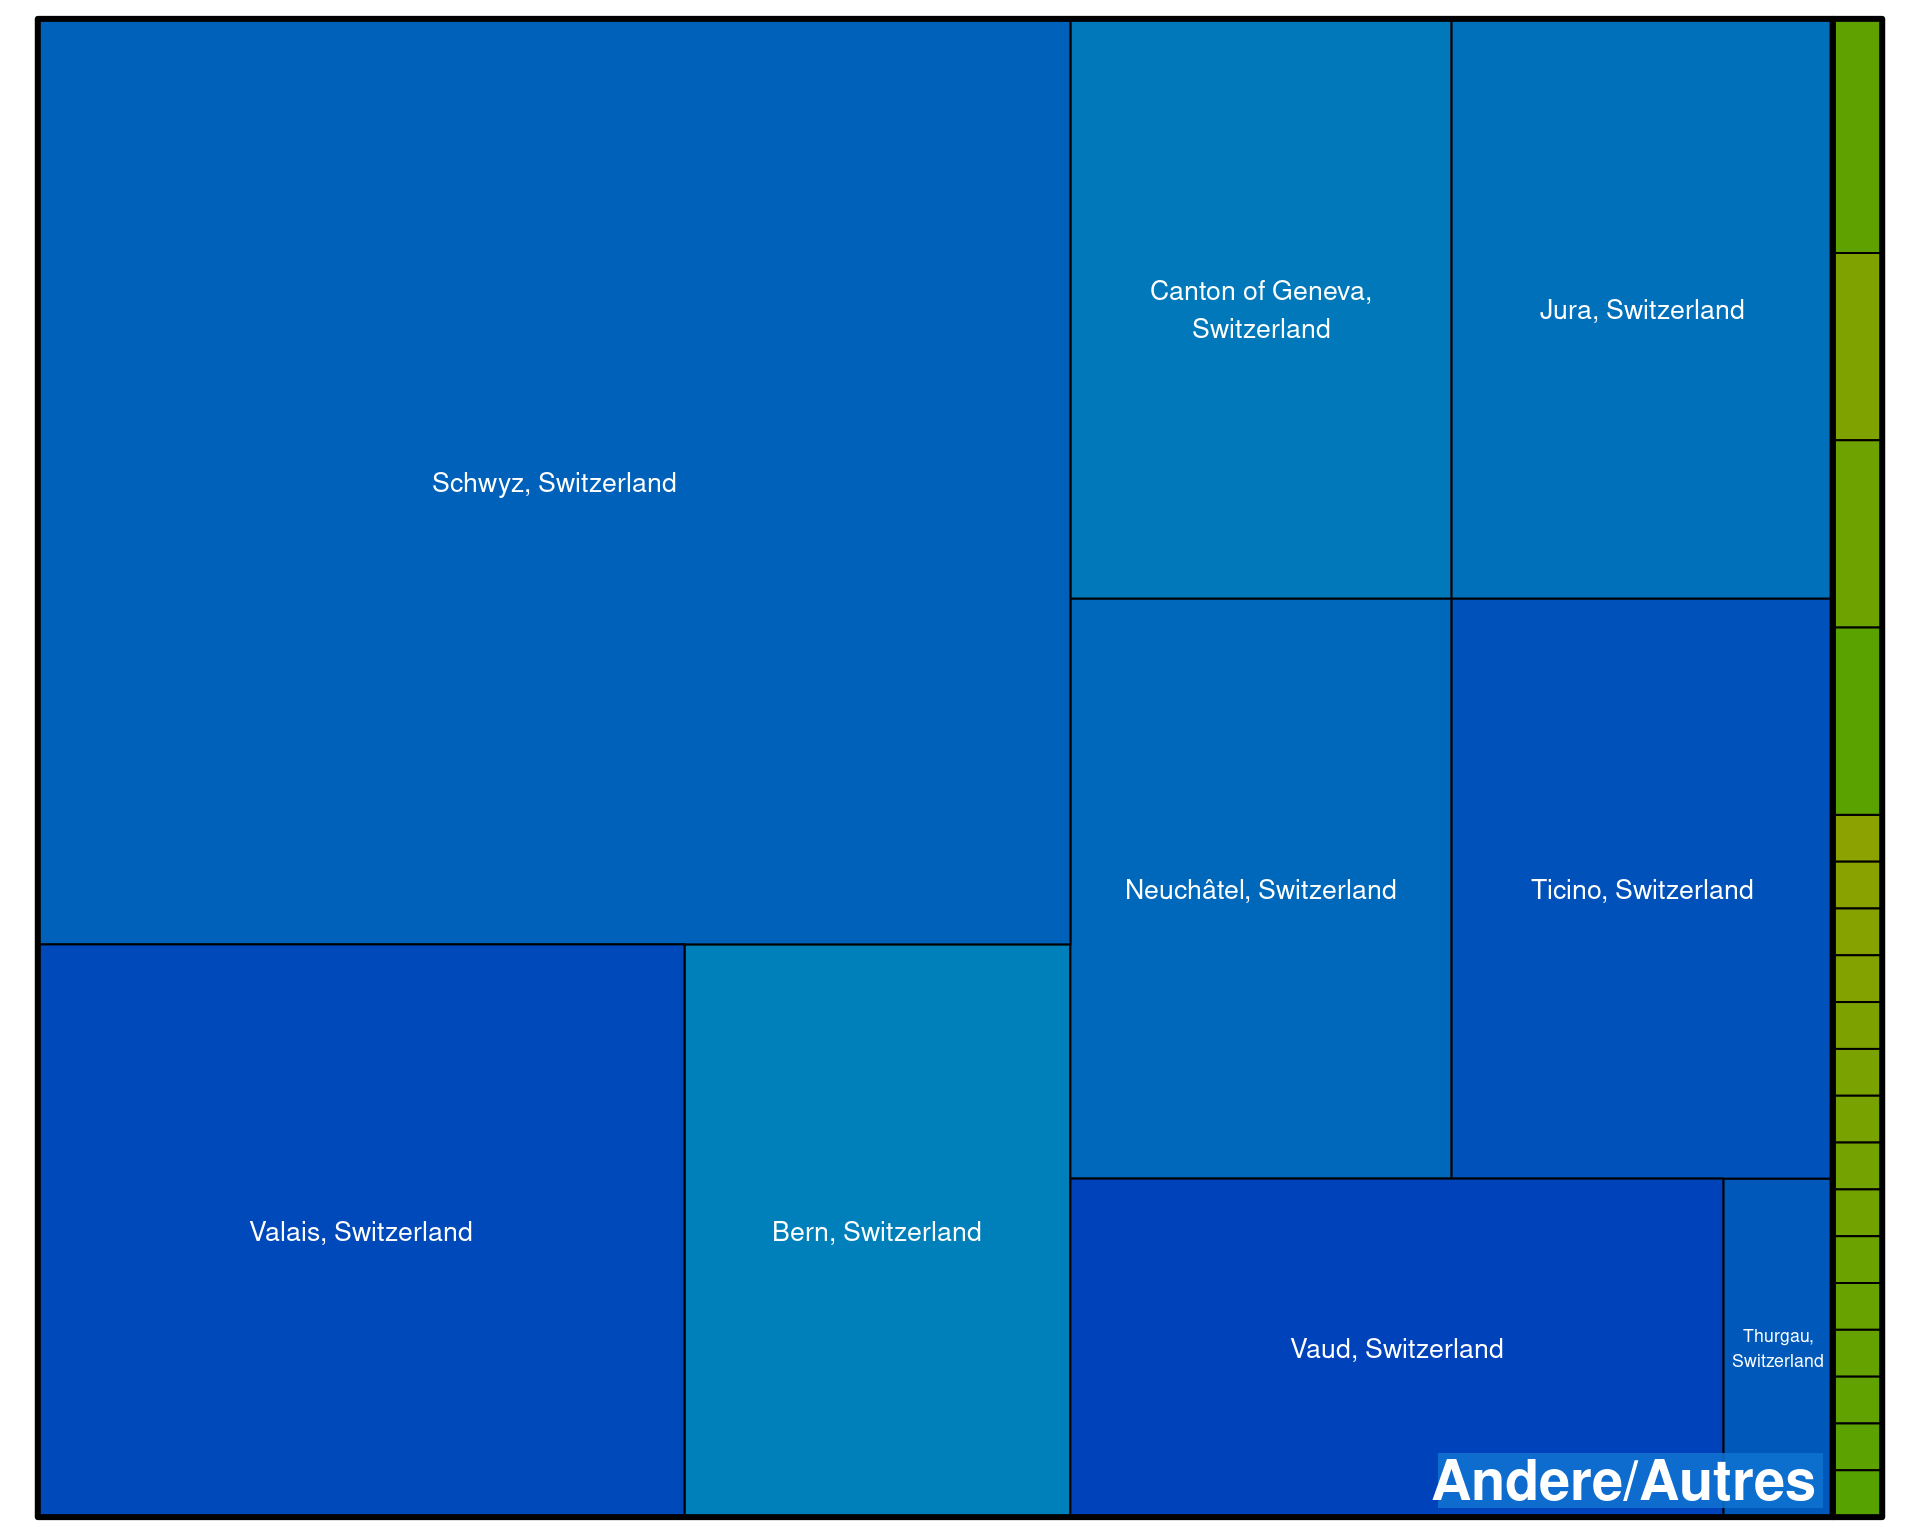 Canton of Geneva,
Switzerland
Jura, Switzerland
Schwyz, Switzerland
Neuchâtel, Switzerland
Ticino, Switzerland
Valais, Switzerland
Bern, Switzerland
Vaud, Switzerland
Thurgau,
Switzerland
Andere/Autres